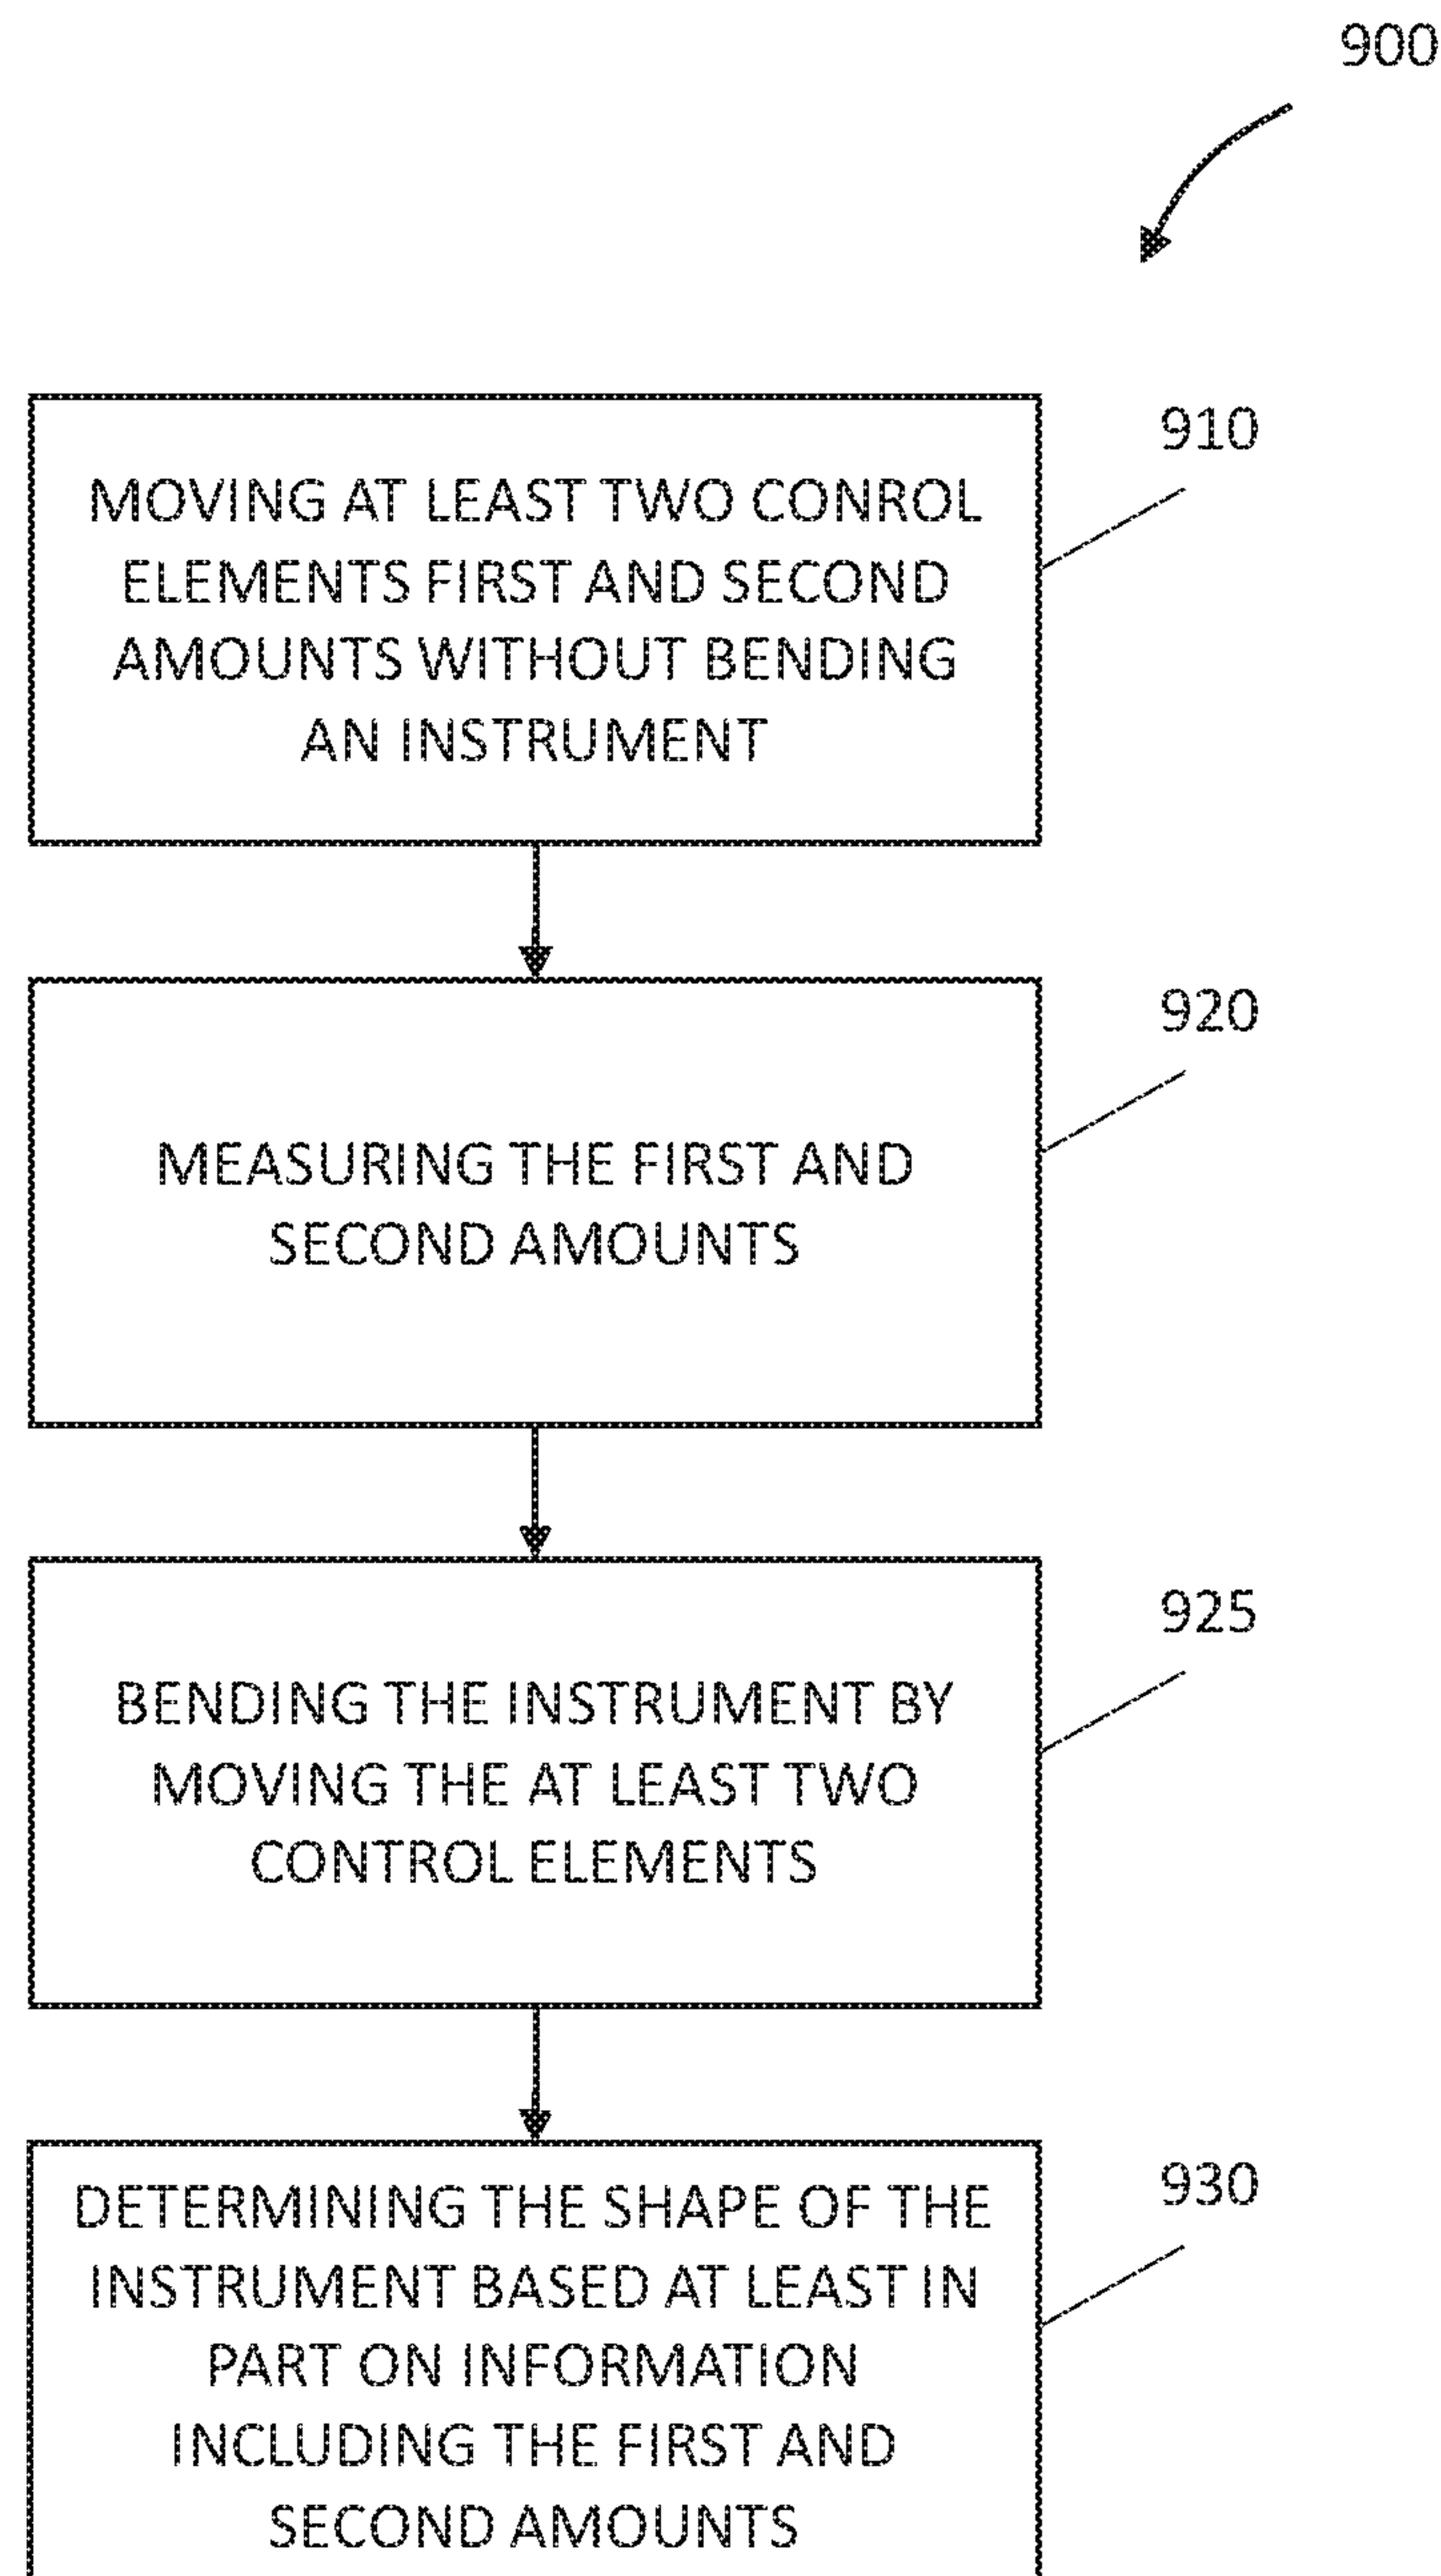 900
MOVING AT LEAST TWO CONROL
ELEMENTS FIRST AND SECOND
AMOUNTS WITHOUT BENDING
AN INSTRUMENT
910
MEASURING THE FIRST AND
SECOND AMOUNTS
920
BENDING THE INSTRUMENT BY
MOVING THE AT LEAST TWO
CONTROL ELEMENTS
925
DETERMINING THE SHAPE OF THE
INSTRUMENT BASED AT LEAST IN
PART ON INFORMATION
INCLUDING THE FIRST AND
SECOND AMOUNTS
930